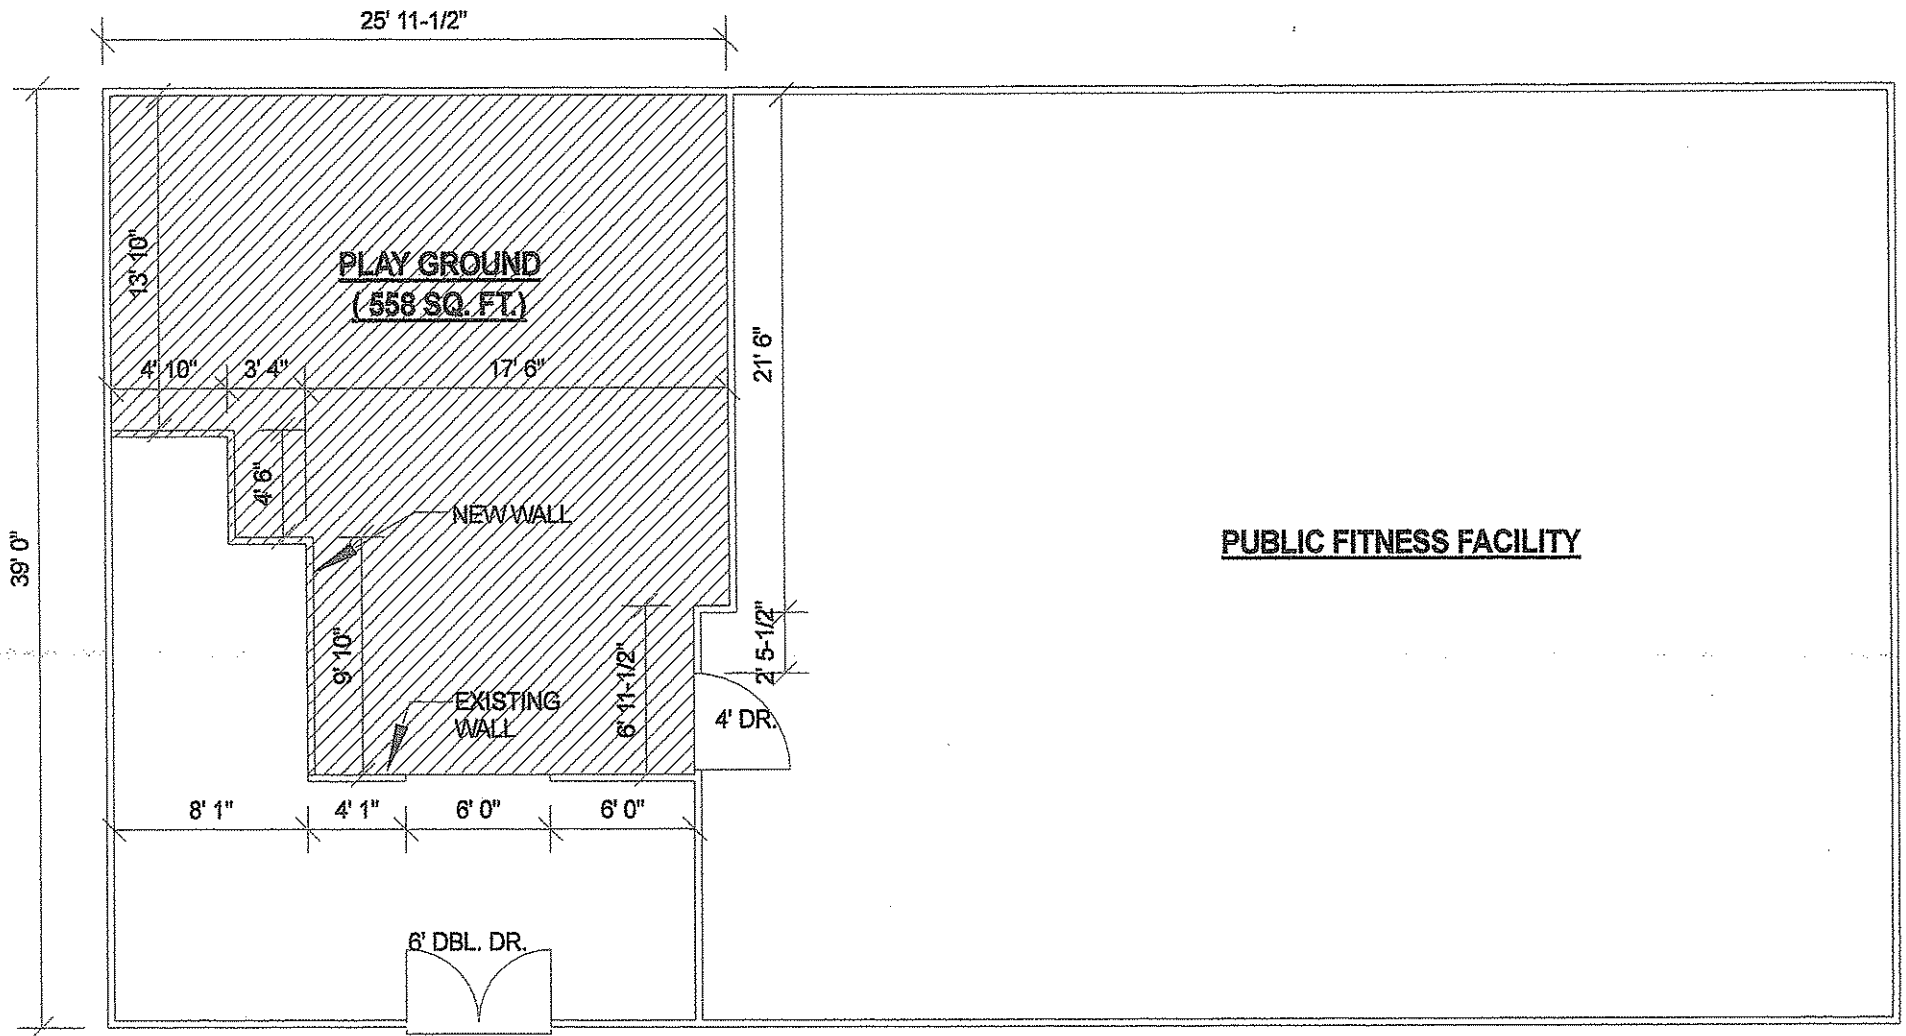 25' 11-1/2"
39' 0"
13' 10"
PLAY GROUND
( 558 SQ. FT.)
21' 6"
4' 10"
3' 4"
17' 6"
4' 6"
NEW WALL
PUBLIC FITNESS FACILITY
9' 10"
6' 11-1/2"
2' 5-1/2"
EXISTING
WALL
4' DR.
8' 1"
4' 1"
6' 0"
6' 0"
6' DBL. DR.